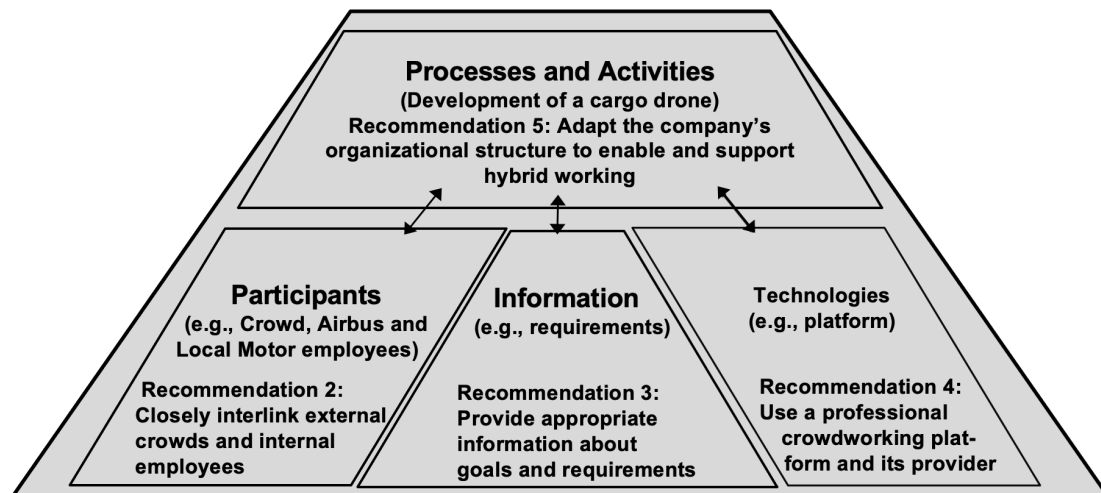 Processes and Activities
(Development of a cargo drone)
Recommendation 5: Adapt the company’s
organizational structure to enable and support
hybrid working
Participants
(e.g., Crowd, Airbus and
Local Motor employees)
Recommendation 2:
Closely interlink external
crowds and internal
employees
Information
(e.g., requirements)
Recommendation 3:
Provide appropriate
information about
goals and requirements
Technologies
(e.g., platform)
Recommendation 4:
Use a professional
crowdworking plat-
form and its provider